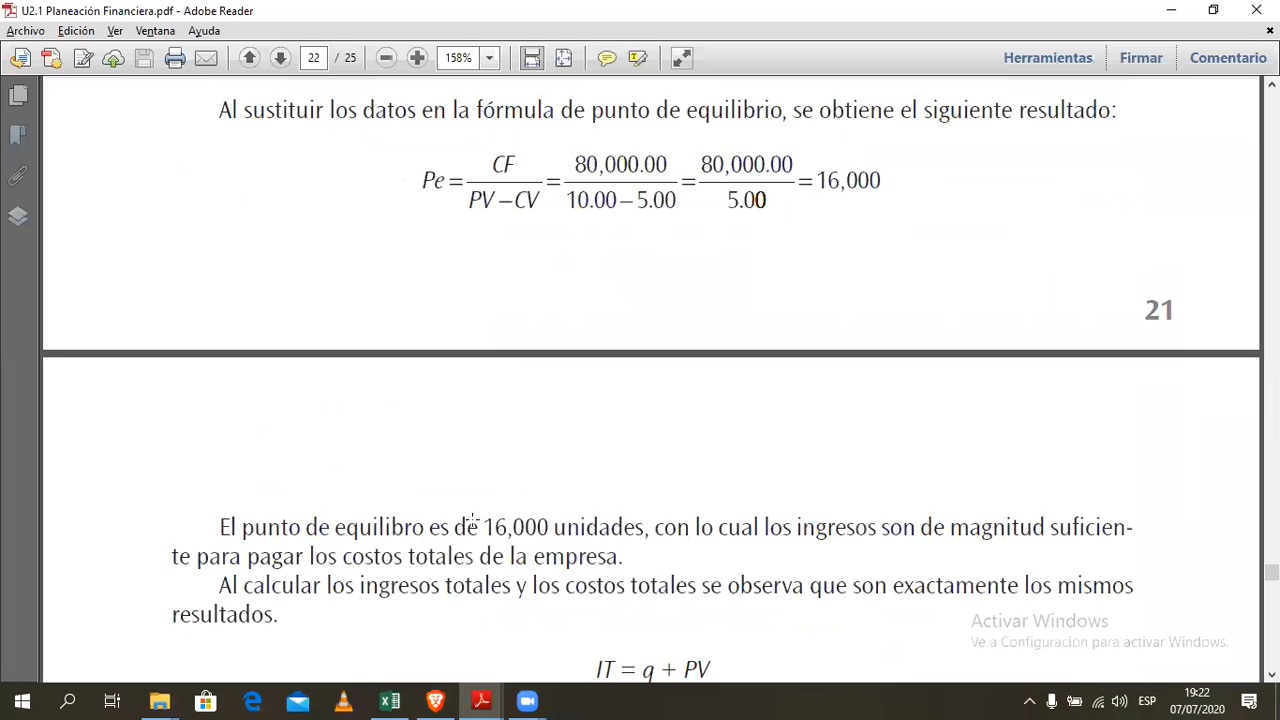 U2.1 Planeación Financiera.pdf - Adobe Reader
Archivo Edición Ver Ventana Ayuda
22 / 25 158% Herramientas Firmar Comentario
Al sustituir los datos en la fórmula de punto de equilibrio, se obtiene el siguiente resultado:
Pe = CF / PV – CV = 80,000.00 / 10.00 – 5.00 = 80,000.00 / 5.00 = 16,000
21
El punto de equilibro es de 16,000 unidades, con lo cual los ingresos son de magnitud suficien-
te para pagar los costos totales de la empresa.
Al calcular los ingresos totales y los costos totales se observa que son exactamente los mismos
resultados.
Activar Windows
Ve a Configuración para activar Windows.
IT = q + PV
ESP 19:22
07/07/2020